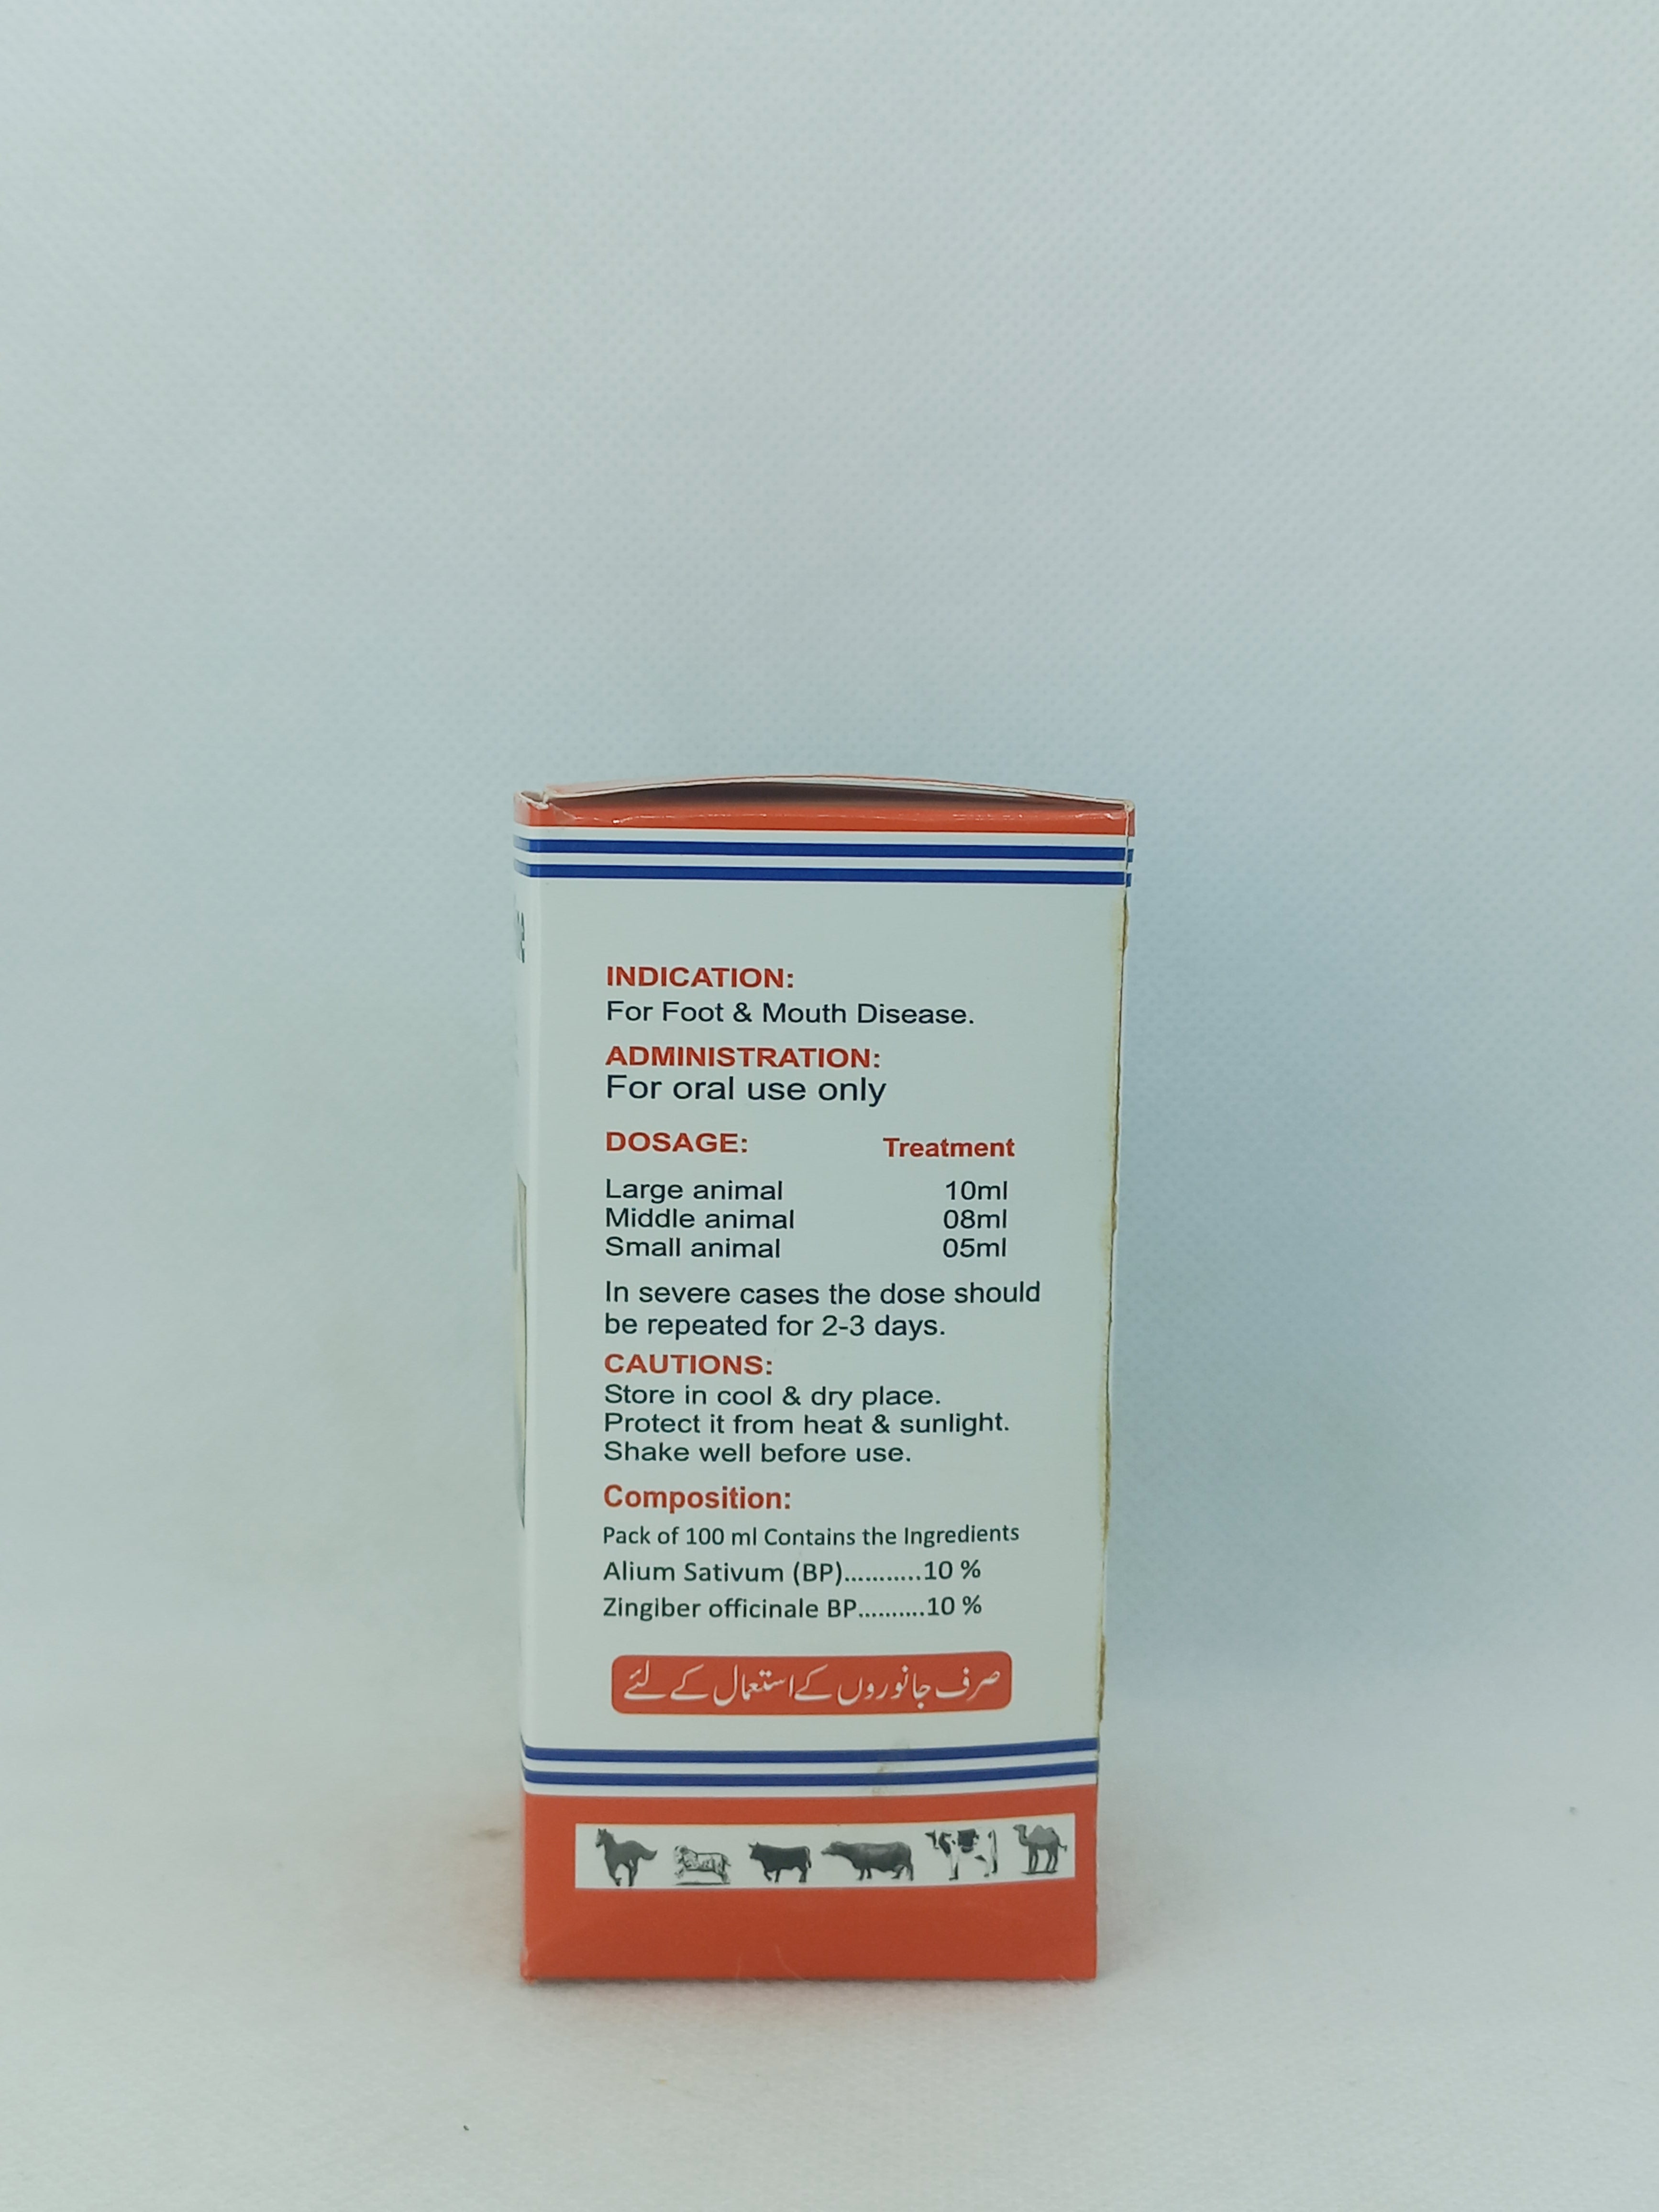 INDICATION:
For Foot & Mouth Disease.
ADMINISTRATION:
For oral use only
DOSAGE: Treatment
Large animal 10ml
Middle animal 08ml
Small animal 05ml
In severe cases the dose should
be repeated for 2-3 days.
CAUTIONS:
Store in cool & dry place.
Protect it from heat & sunlight.
Shake well before use.
Composition:
Pack of 100 ml Contains the Ingredients
Alium Sativum (BP)...........10 %
Zingiber officinale BP..........10 %
صرف جانوروں کے استعمال کے لئے